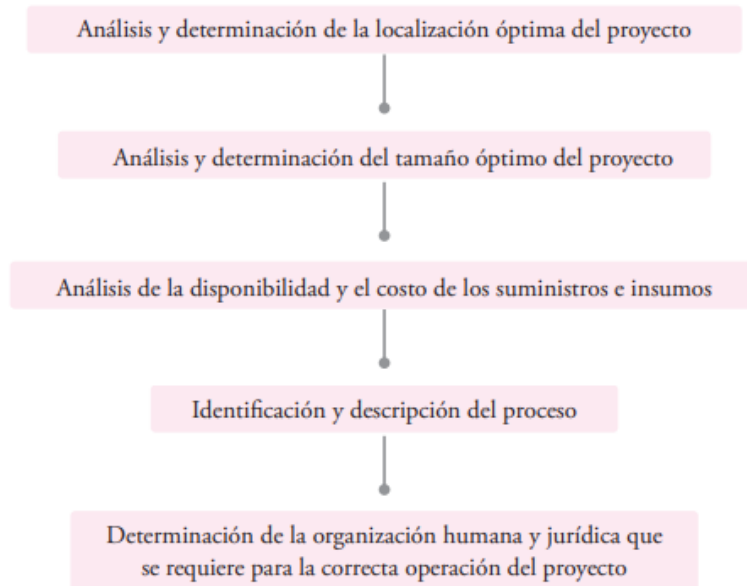 Análisis y determinación de la localización óptima del proyecto
Análisis y determinación del tamaño óptimo del proyecto
Análisis de la disponibilidad y el costo de los suministros e insumos
Identificación y descripción del proceso
Determinación de la organización humana y jurídica que
se requiere para la correcta operación del proyecto